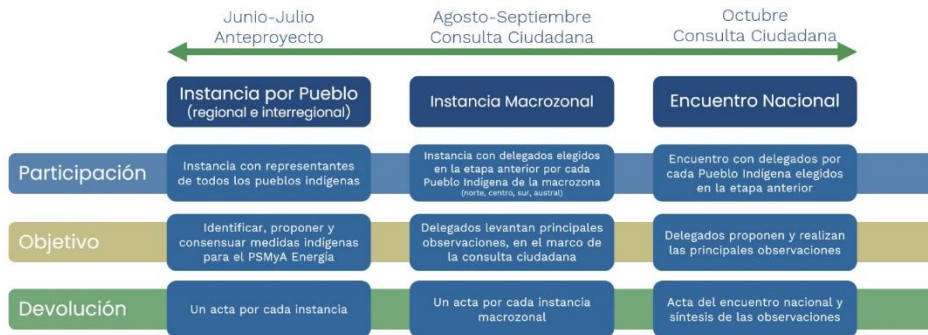 Junio-Julio
Anteproyecto
Agosto-Septiembre
Consulta Ciudadana
Octubre
Consulta Ciudadana
Instancia por Pueblo
(regional e interregional)
Instancia Macrozonal
Encuentro Nacional
Participación
Instancia con representantes
de todos los pueblos indígenas
Instancia con delegados elegidos
en la etapa anterior por cada
Pueblo Indígena de la macrozona
(norte, centro, sur, austral)
Encuentro con delegados por
cada Pueblo Indígena elegidos
en la etapa anterior
Objetivo
Identificar, proponer y
consensuar medidas indígenas
para el PSMyA Energía
Delegados levantan principales
observaciones, en el marco de
la consulta ciudadana
Delegados proponen y realizan
las principales observaciones
Devolución
Un acta por cada instancia
Un acta por cada instancia
macrozonal
Acta del encuentro nacional y
síntesis de las observaciones